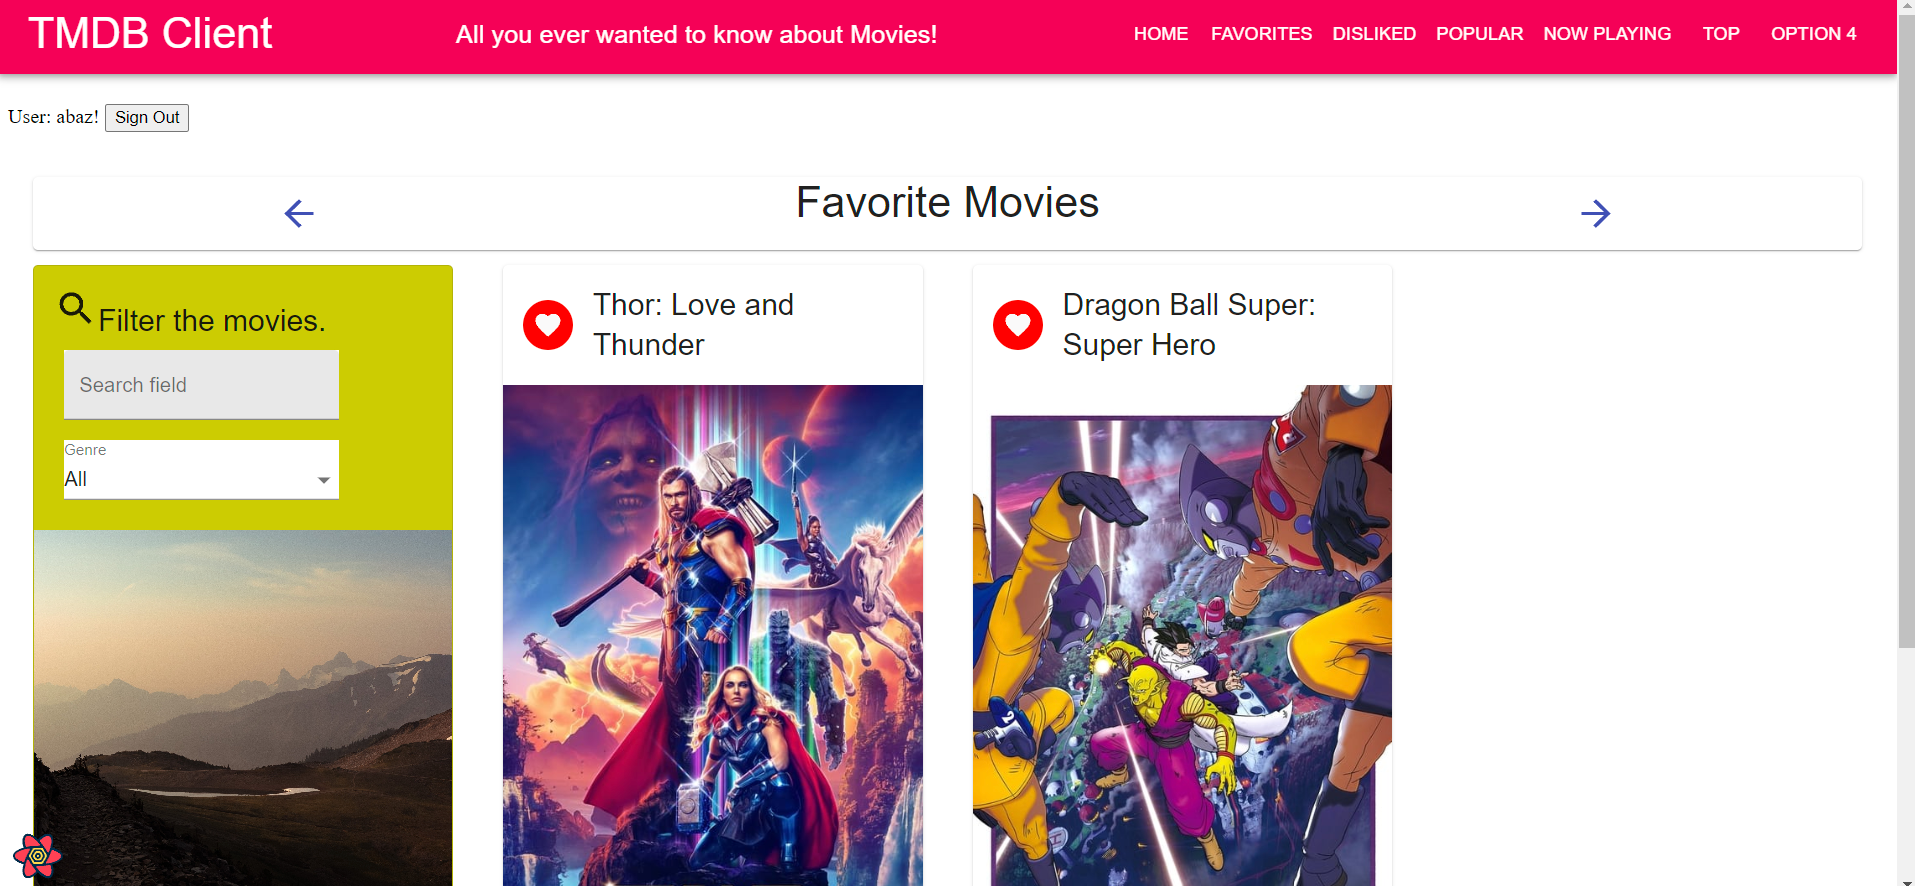 TMDB Client
All you ever wanted to know about Movies!
HOME FAVORITES DISLIKED POPULAR NOW PLAYING TOP OPTION 4
User: abaz! Sign Out
Favorite Movies
Filter the movies.
Search field
Genre
All
Thor: Love and
Thunder
Dragon Ball Super:
Super Hero